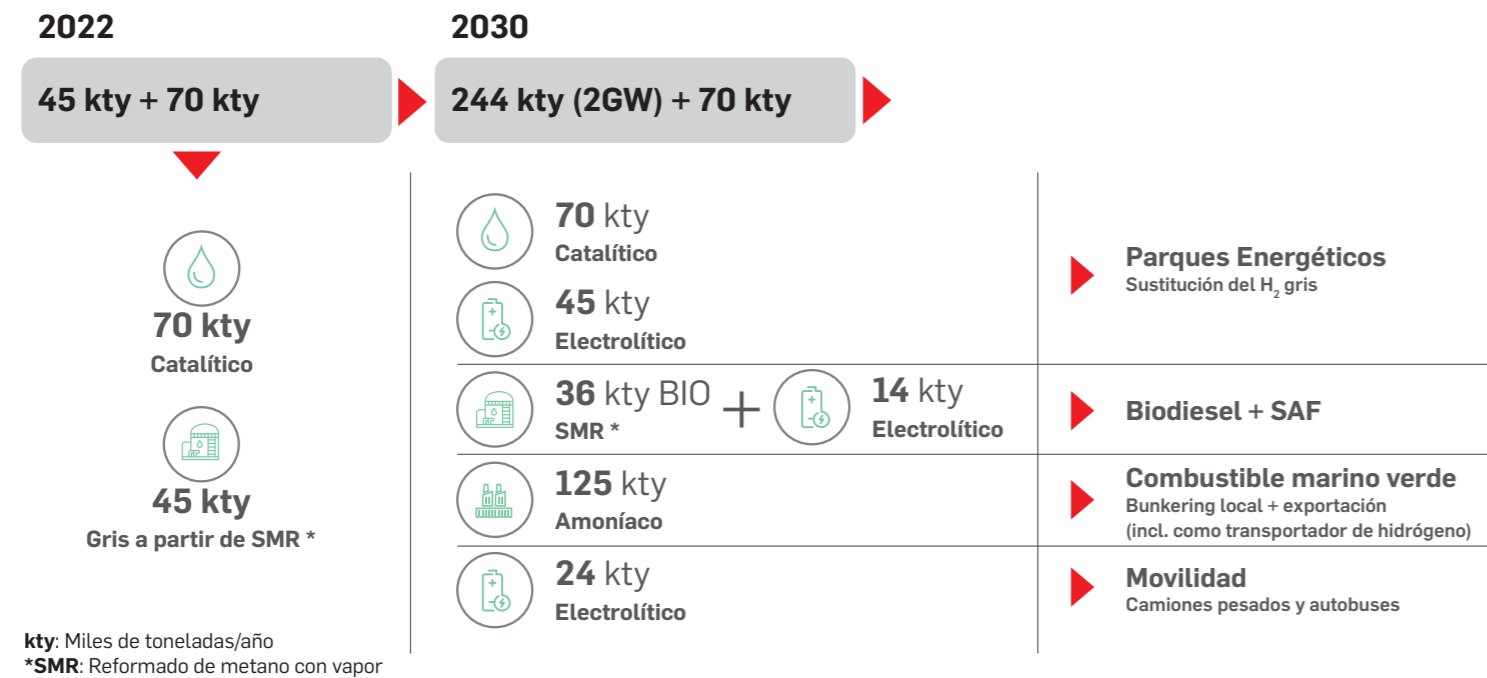 2022
45 kty + 70 kty
70 kty
Catalítico
45 kty
Gris a partir de SMR *
kty: Miles de toneladas/año
*SMR: Reformado de metano con vapor
2030
244 kty (2GW) + 70 kty
70 kty
Catalítico
45 kty
Electrolítico
Parques Energéticos
Sustitución del H₂ gris
36 kty BIO
SMR *
+
14 kty
Electrolítico
Biodiesel + SAF
125 kty
Amoníaco
Combustible marino verde
Bunkering local + exportación
(incl. como transportador de hidrógeno)
24 kty
Electrolítico
Movilidad
Camiones pesados y autobuses